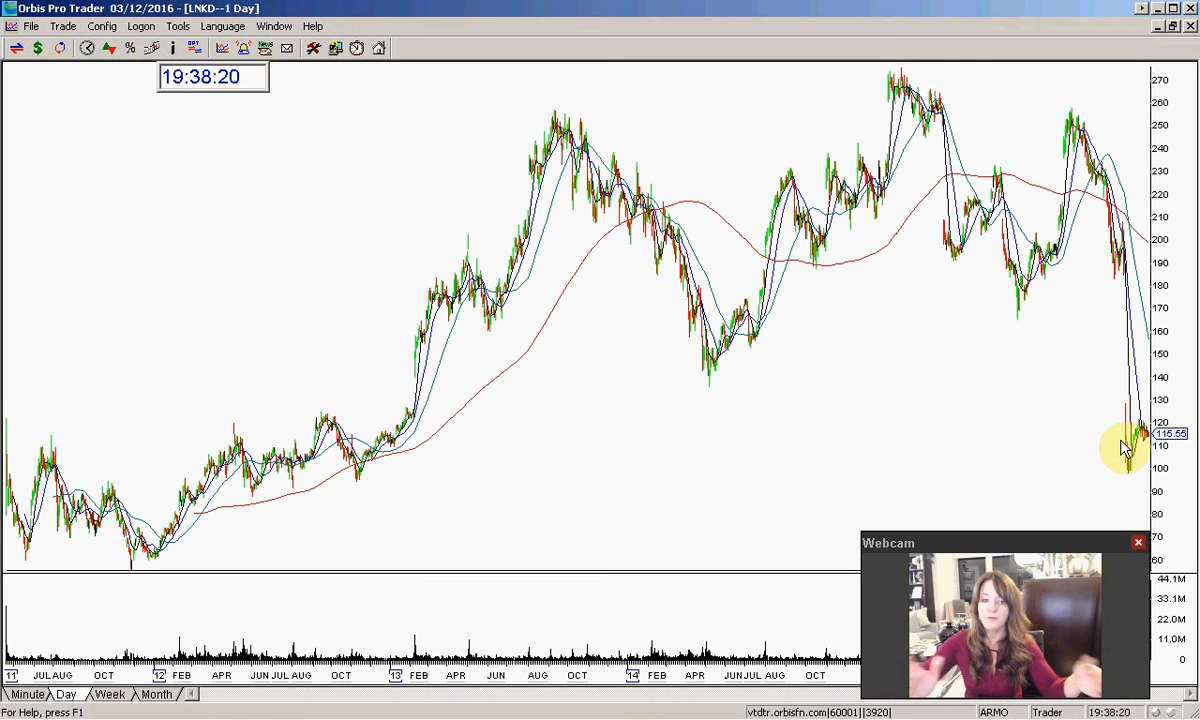 Orbis Pro Trader 03/12/2016 - [LNKD--1 Day]
File Trade Config Logon Tools Language Window Help
19:38:20
270
260
250
240
230
220
210
200
190
180
170
160
150
140
130
120
115.55
110
100
90
80
70
60
Webcam
44.1M
33.1M
22.0M
11.0M
0
11 JUL AUG OCT 12 FEB APR JUN JUL AUG OCT 13 FEB APR JUN AUG OCT 14 FEB APR JUN JUL AUG OCT
Minute Day Week Month
For Help, press F1 vtdtr.orbisfn.com|60001||3920| ARMO Trader 19:38:20